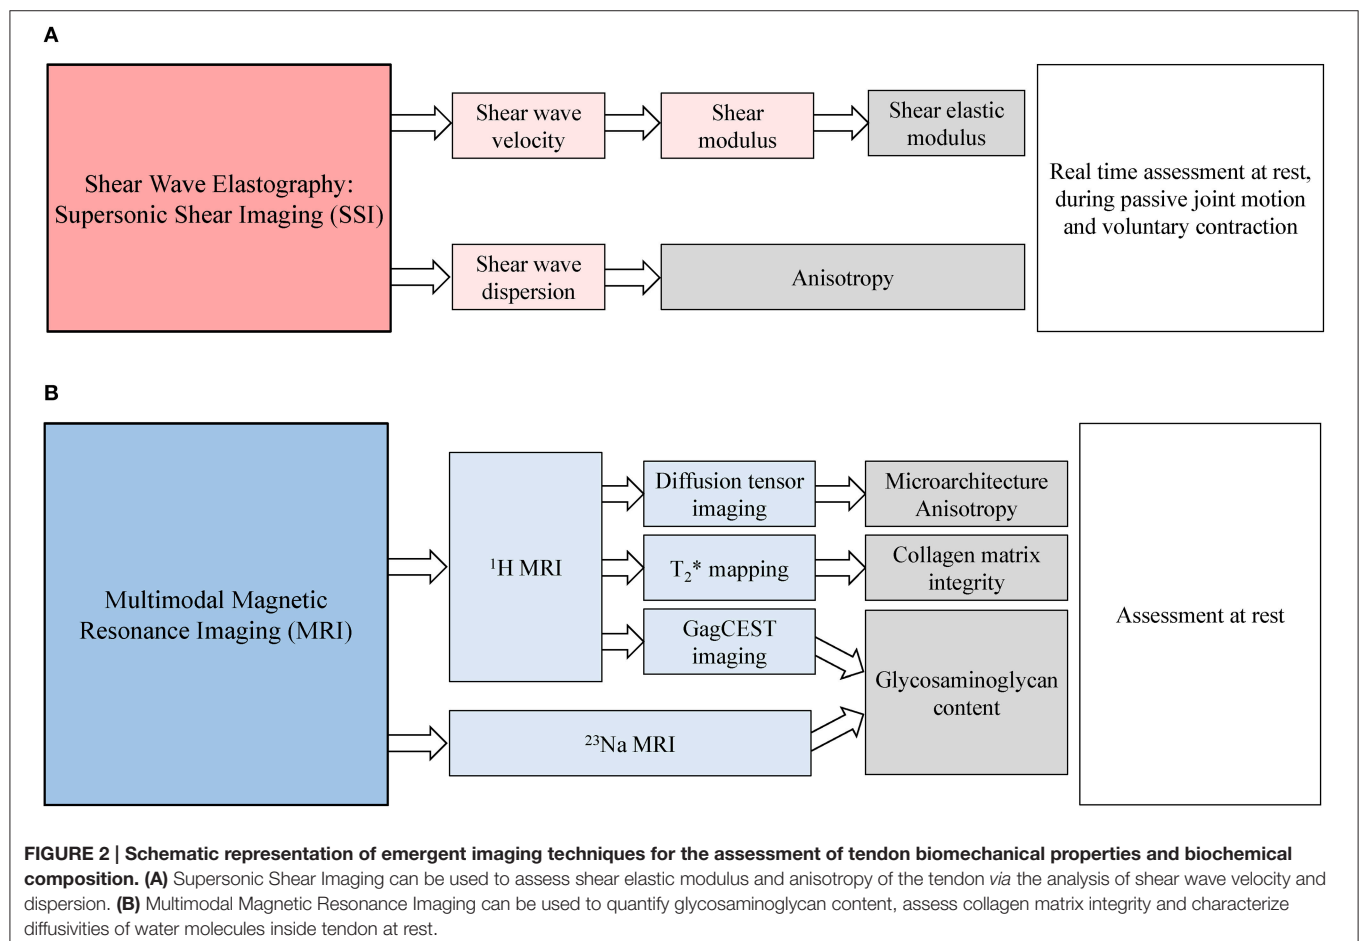 A
Shear Wave Elastography:
Supersonic Shear Imaging (SSI)
Shear wave
velocity
Shear
modulus
Shear elastic
modulus
Shear wave
dispersion
Anisotropy
Real time assessment at rest,
during passive joint motion
and voluntary contraction
B
Multimodal Magnetic
Resonance Imaging (MRI)
¹H MRI
Diffusion tensor
imaging
Microarchitecture
Anisotropy
T₂* mapping
Collagen matrix
integrity
GagCEST
imaging
Glycosaminoglycan
content
²³Na MRI
Assessment at rest
FIGURE 2 | Schematic representation of emergent imaging techniques for the assessment of tendon biomechanical properties and biochemical
composition. (A) Supersonic Shear Imaging can be used to assess shear elastic modulus and anisotropy of the tendon via the analysis of shear wave velocity and
dispersion. (B) Multimodal Magnetic Resonance Imaging can be used to quantify glycosaminoglycan content, assess collagen matrix integrity and characterize
diffusivities of water molecules inside tendon at rest.